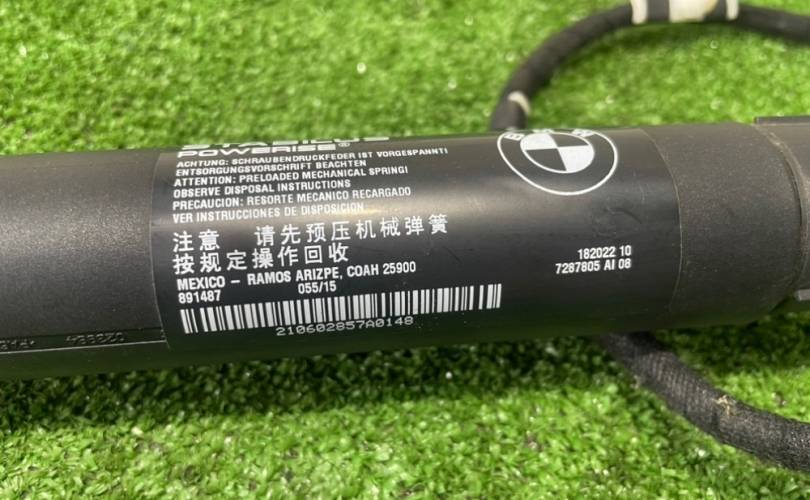 STABILUS
POWERISE®
ACHTUNG: SCHRAUBENDRUCKFEDER IST VORGESPANNT!
ENTSORGUNGSVORSCHRIFT BEACHTEN
ATTENTION: PRELOADED MECHANICAL SPRING!
OBSERVE DISPOSAL INSTRUCTIONS
PRECAUCION: RESORTE MECANICO RECARGADO
VER INSTRUCCIONES DE DISPOSICION
注意 请先预压机械弹簧
按规定操作回收
MEXICO - RAMOS ARIZPE, COAH 25900
891487 055/15
210602857A0148
BMW
182022 10
7287805 AI 08